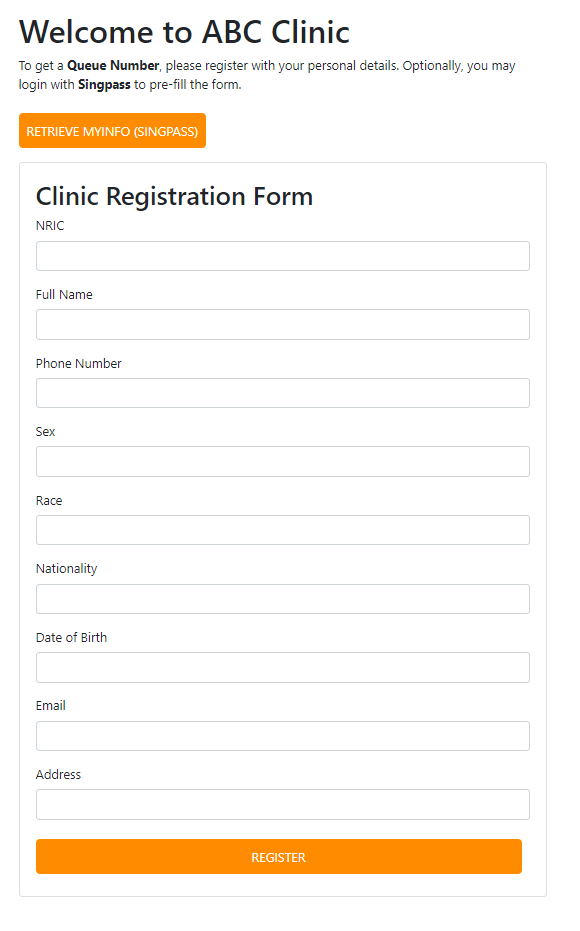 Welcome to ABC Clinic
To get a Queue Number, please register with your personal details. Optionally, you may
login with Singpass to pre-fill the form.
RETRIEVE MYINFO (SINGPASS)
Clinic Registration Form
NRIC
Full Name
Phone Number
Sex
Race
Nationality
Date of Birth
Email
Address
REGISTER